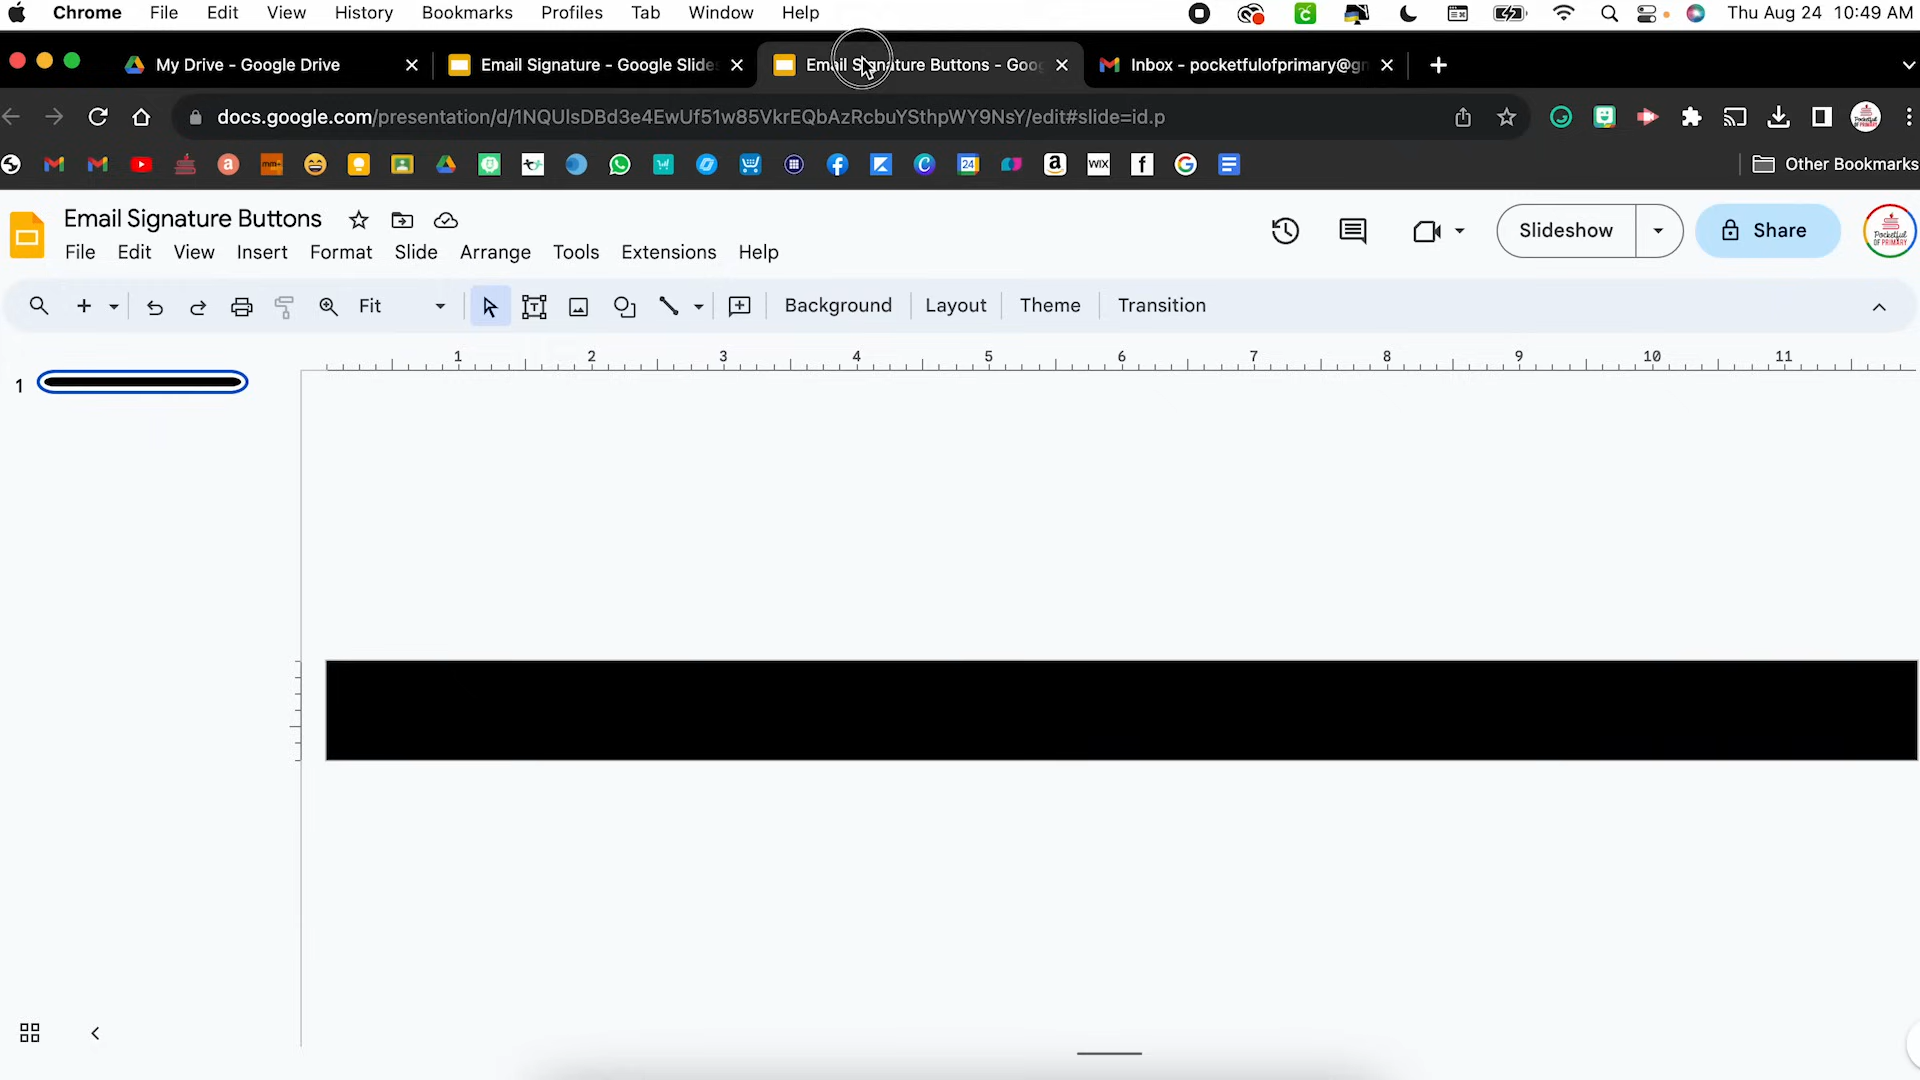 Chrome File Edit View History Bookmarks Profiles Tab Window Help Thu Aug 24 10:49 AM
My Drive - Google Drive Email Signature - Google Slide Email Signature Buttons - Goo Inbox - pocketfulofprimary@g
docs.google.com/presentation/d/1NQUIsDBd3e4EwUf51w85VkrEQbAzRcbuYSthpWY9NsY/edit#slide=id.p
Other Bookmarks
Email Signature Buttons
File Edit View Insert Format Slide Arrange Tools Extensions Help
Slideshow Share
Fit Background Layout Theme Transition
1 2 3 4 5 6 7 8 9 10 11
1